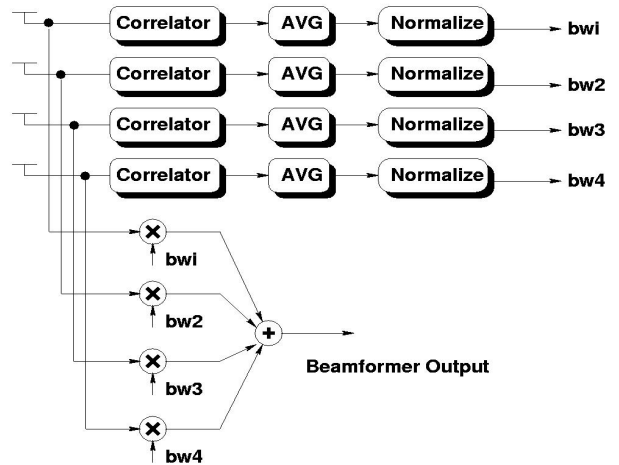 Correlator AVG Normalize bwi
Correlator AVG Normalize bw2
Correlator AVG Normalize bw3
Correlator AVG Normalize bw4
×
bwi
×
bw2
+
Beamformer Output
×
bw3
×
bw4